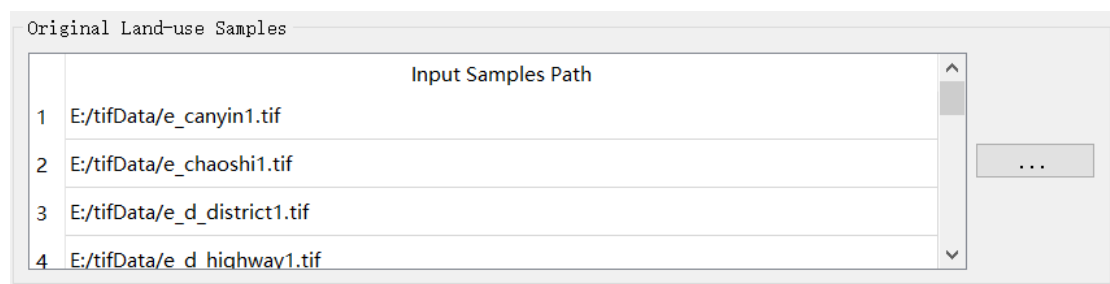 Original Land-use Samples
Input Samples Path
1 E:/tifData/e_canyin1.tif
2 E:/tifData/e_chaoshi1.tif
3 E:/tifData/e_d_district1.tif
4 E:/tifData/e_d_highway1.tif
...